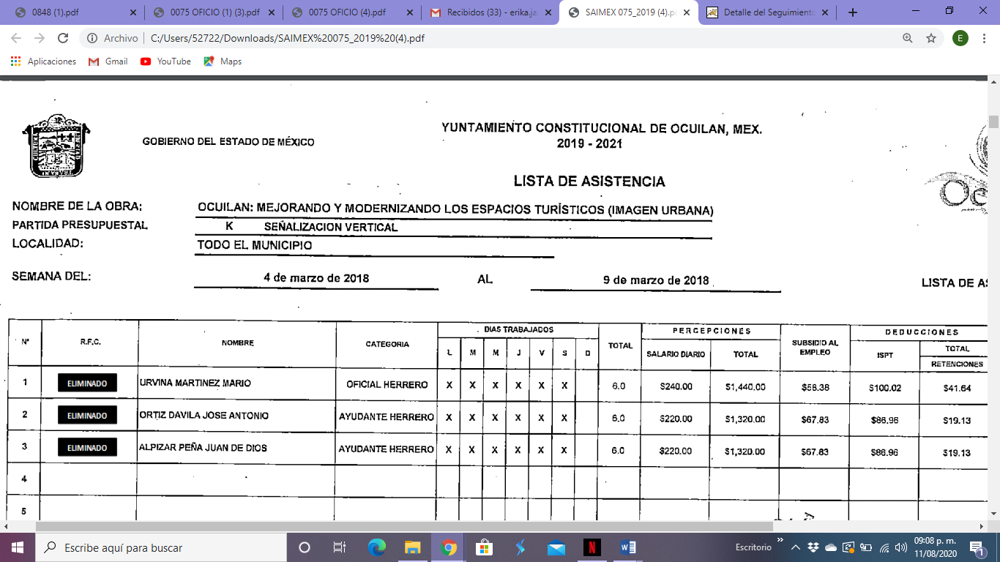 0848 (1).pdf
0075 OFICIO (1) (3).pdf
0075 OFICIO (4).pdf
Recibidos (33) - erika.ja
SAIMEX 075_2019 (4).p
Detalle del Seguimiento
Archivo C:/Users/52722/Downloads/SAIMEX%20075_2019%20(4).pdf
E
Aplicaciones Gmail YouTube Maps
GOBIERNO DEL ESTADO DE MÉXICO
YUNTAMIENTO CONSTITUCIONAL DE OCUILAN, MEX.
2019 - 2021
LISTA DE ASISTENCIA
NOMBRE DE LA OBRA: OCUILAN: MEJORANDO Y MODERNIZANDO LOS ESPACIOS TURÍSTICOS (IMAGEN URBANA)
PARTIDA PRESUPUESTAL K SEÑALIZACION VERTICAL
LOCALIDAD: TODO EL MUNICIPIO
SEMANA DEL: 4 de marzo de 2018 AL 9 de marzo de 2018 LISTA DE AS
N° R.F.C. NOMBRE CATEGORIA DIAS TRABAJADOS TOTAL PERCEPCIONES SUBSIDIO AL EMPLEO DEDUCCIONES
L M M J V S D SALARIO DIARIO TOTAL ISPT TOTAL
RETENCIONES
1 ELIMINADO URVINA MARTINEZ MARIO OFICIAL HERRERO X X X X X X 6.0 $240.00 $1,440.00 $58.38 $100.02 $41.64
2 ELIMINADO ORTIZ DAVILA JOSE ANTONIO AYUDANTE HERRERO X X X X X X 6.0 $220.00 $1,320.00 $67.83 $86.96 $19.13
3 ELIMINADO ALPIZAR PEÑA JUAN DE DIOS AYUDANTE HERRERO X X X X X X 6.0 $220.00 $1,320.00 $67.83 $86.96 $19.13
4
5
Escribe aquí para buscar
Escritorio
09:08 p. m.
11/08/2020
1